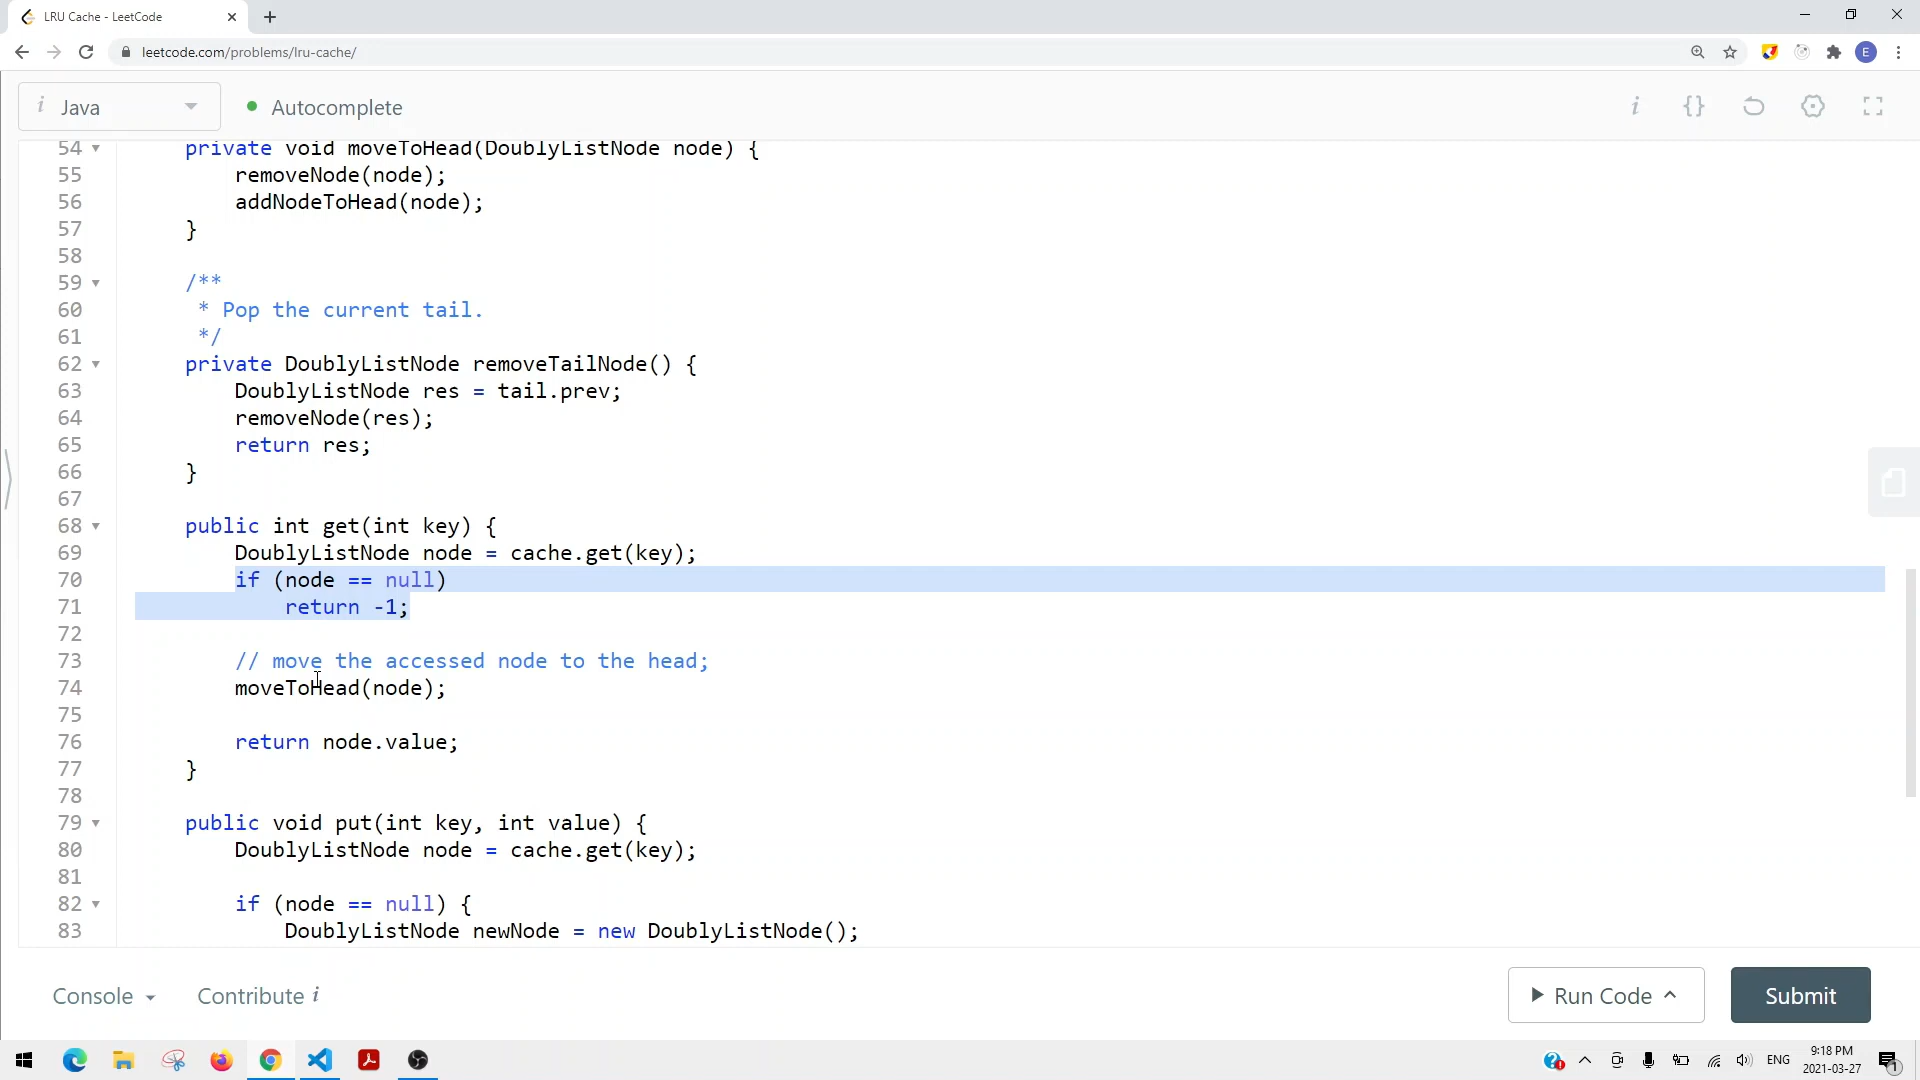 LRU Cache - LeetCode
leetcode.com/problems/lru-cache/
E
i Java
Autocomplete
i {}
54 private void moveToHead(DoublyListNode node) {
55 removeNode(node);
56 addNodeToHead(node);
57 }
58
59 /**
60 * Pop the current tail.
61 */
62 private DoublyListNode removeTailNode() {
63 DoublyListNode res = tail.prev;
64 removeNode(res);
65 return res;
66 }
67
68 public int get(int key) {
69 DoublyListNode node = cache.get(key);
70 if (node == null)
71 return -1;
72
73 // move the accessed node to the head;
74 moveToHead(node);
75
76 return node.value;
77 }
78
79 public void put(int key, int value) {
80 DoublyListNode node = cache.get(key);
81
82 if (node == null) {
83 DoublyListNode newNode = new DoublyListNode();
Console
Contribute i
Run Code
Submit
ENG
9:18 PM
2021-03-27
1